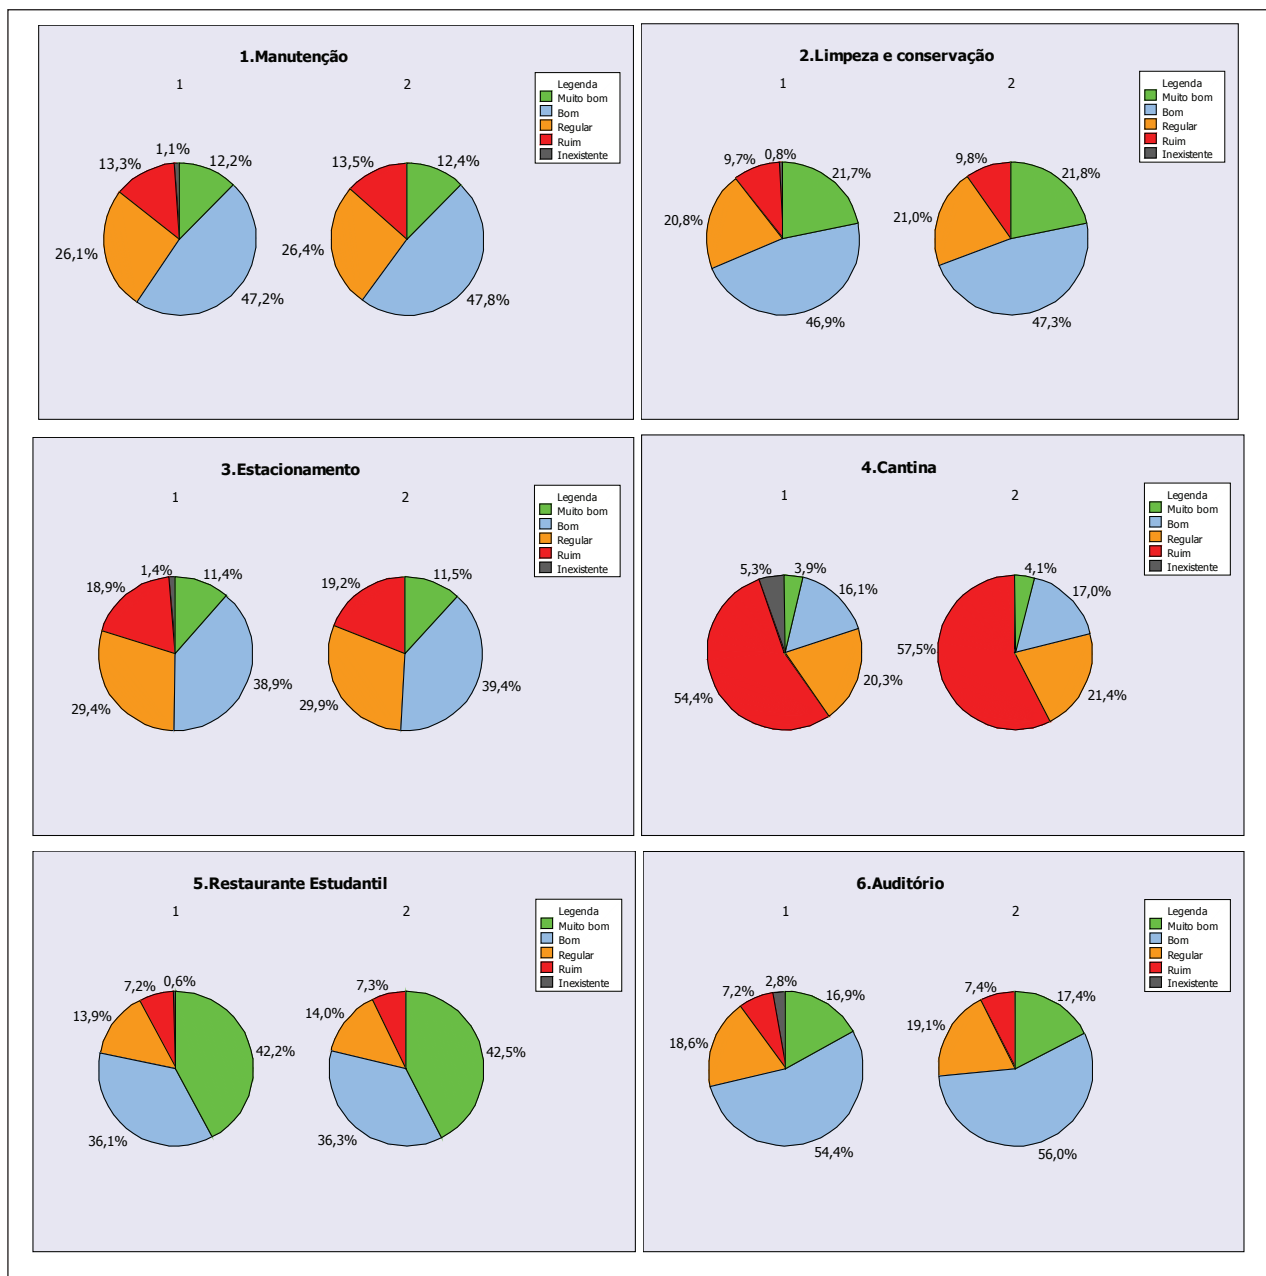 1.Manutenção
1
2
Legenda
Muito bom
Bom
Regular
Ruim
Inexistente
13,3%
1,1%
12,2%
26,1%
47,2%
13,5%
12,4%
26,4%
47,8%
2.Limpeza e conservação
1
2
Legenda
Muito bom
Bom
Regular
Ruim
Inexistente
9,7%
0,8%
21,7%
20,8%
46,9%
9,8%
21,8%
21,0%
47,3%
3.Estacionamento
1
2
Legenda
Muito bom
Bom
Regular
Ruim
Inexistente
18,9%
1,4%
11,4%
29,4%
38,9%
19,2%
11,5%
29,9%
39,4%
4.Cantina
1
2
Legenda
Muito bom
Bom
Regular
Ruim
Inexistente
5,3%
3,9%
16,1%
20,3%
54,4%
4,1%
17,0%
57,5%
21,4%
5.Restaurante Estudantil
1
2
Legenda
Muito bom
Bom
Regular
Ruim
Inexistente
7,2%
0,6%
13,9%
42,2%
36,1%
7,3%
14,0%
42,5%
36,3%
6.Auditório
1
2
Legenda
Muito bom
Bom
Regular
Ruim
Inexistente
7,2%
2,8%
16,9%
18,6%
54,4%
7,4%
17,4%
19,1%
56,0%